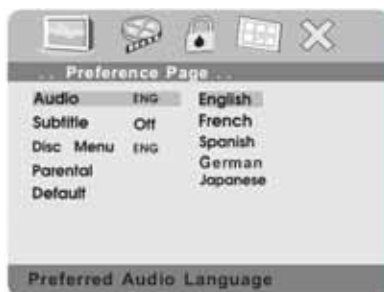 .. Preference Page ..
Audio ENG English
Subtitle Off French
Disc Menu ENG Spanish
Parental German
Default Japanese
Preferred Audio Language